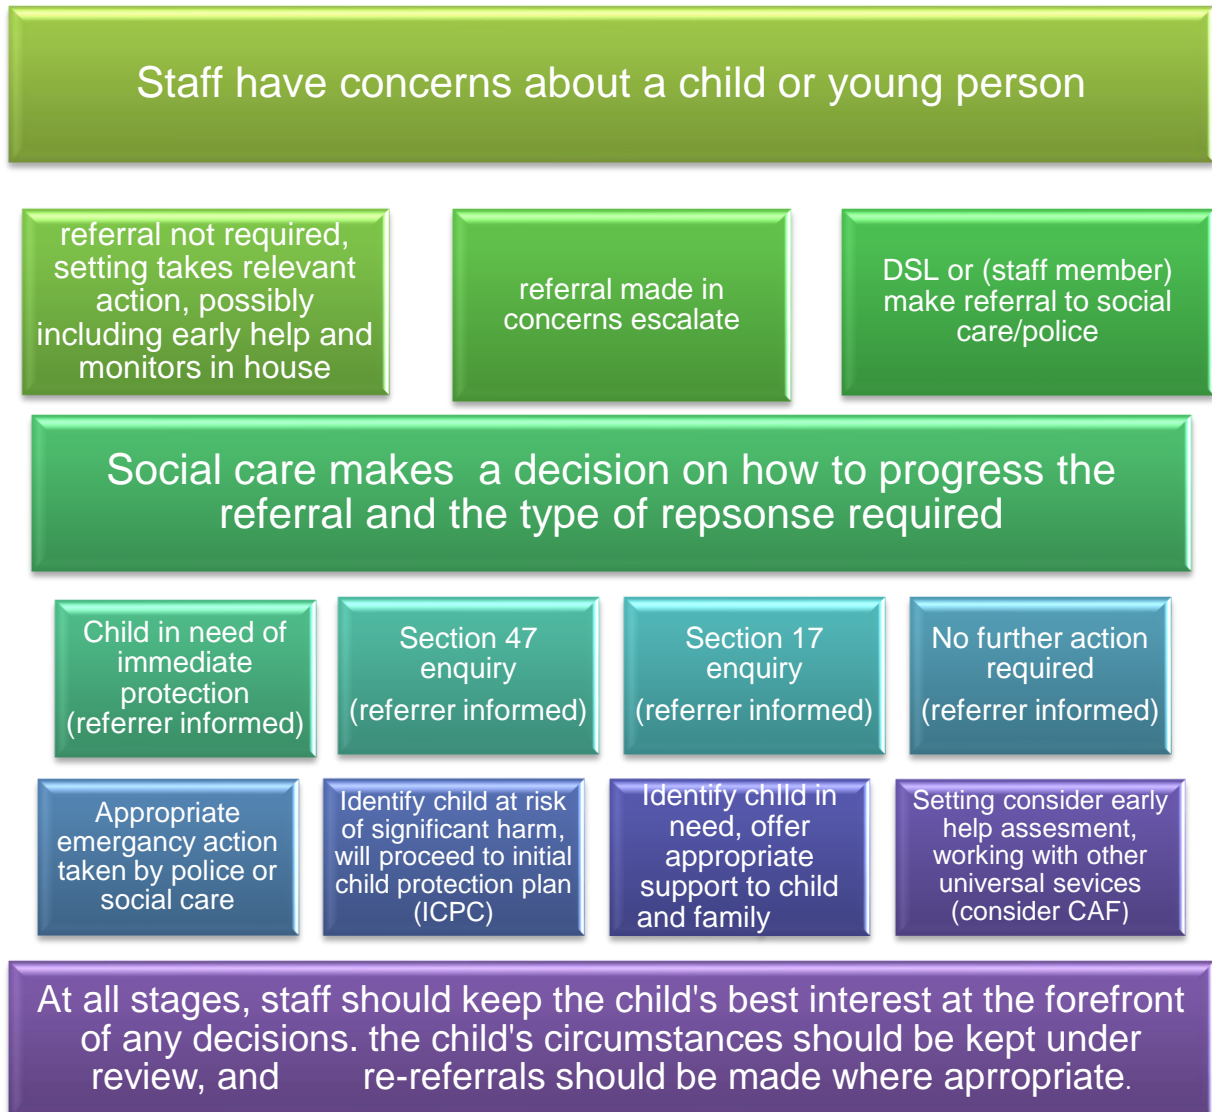 Staff have concerns about a child or young person
referral not required,
setting takes relevant
action, possibly
including early help and
monitors in house
referral made in
concerns escalate
DSL or (staff member)
make referral to social
care/police
Social care makes  a decision on how to progress the
referral and the type of repsonse required
Child in need of
immediate
protection
(referrer informed)
Section 47
enquiry
(referrer informed)
Section 17
enquiry
(referrer informed)
No further action
required
(referrer informed)
Appropriate
emergancy action
taken by police or
social care
Identify child at risk
of significant harm,
will proceed to initial
child protection plan
(ICPC)
Identify chIld in
need, offer
appropriate
support to child
and family
Setting consider early
help assesment,
working with other
universal sevices
(consider CAF)
At all stages, staff should keep the child's best interest at the forefront
of any decisions. the child's circumstances should be kept under
review, and        re-referrals should be made where aprropriate.